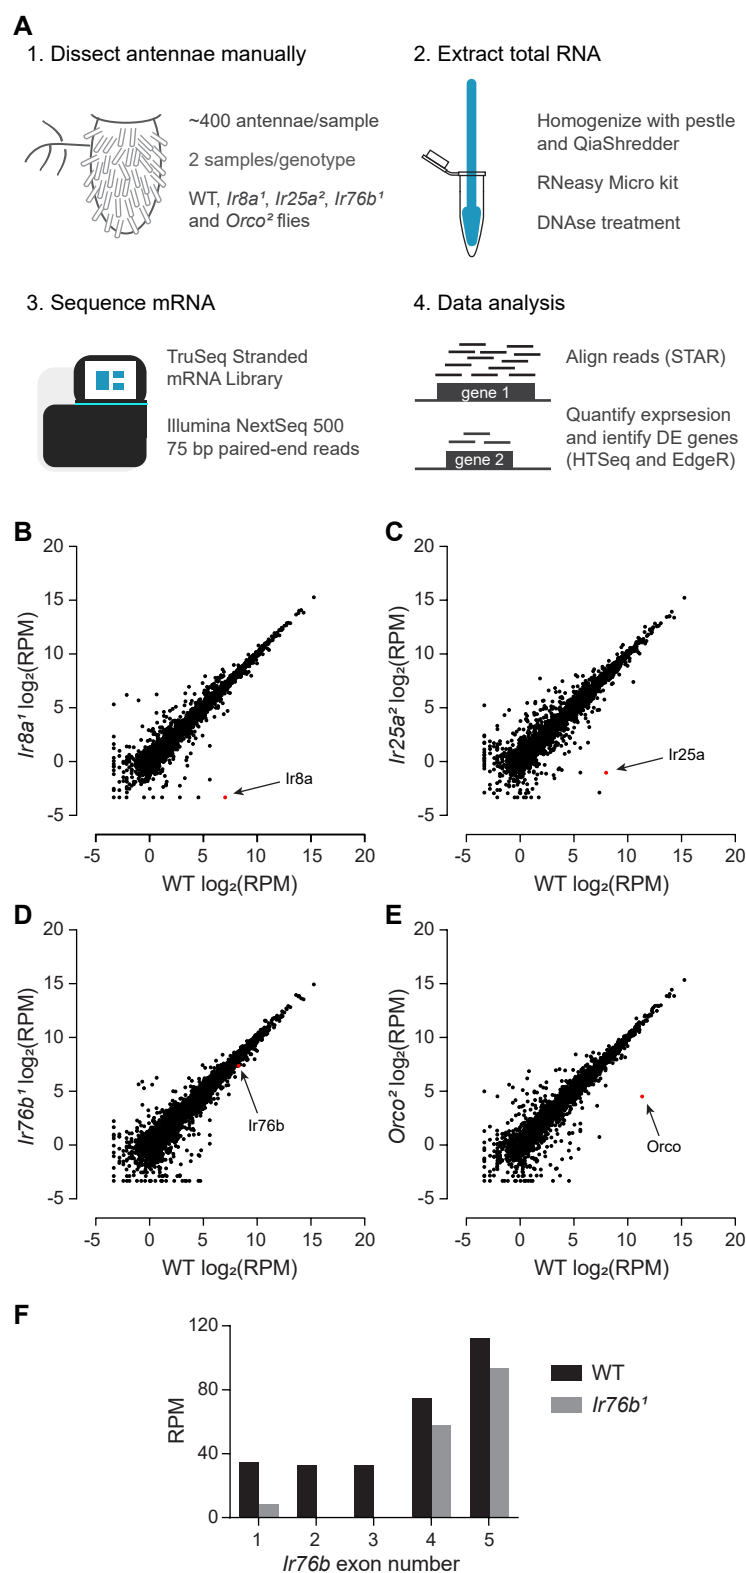 A
1. Dissect antennae manually
~400 antennae/sample
2 samples/genotype
WT, Ir8a¹, Ir25a², Ir76b¹
and Orco² flies
2. Extract total RNA
Homogenize with pestle
and QiaShredder
RNeasy Micro kit
DNAse treatment
3. Sequence mRNA
TruSeq Stranded
mRNA Library
Illumina NextSeq 500
75 bp paired-end reads
4. Data analysis
gene 1
gene 2
Align reads (STAR)
Quantify exprsesion
and ientify DE genes
(HTSeq and EdgeR)
B
Ir8a¹ log₂(RPM)
20
15
10
5
0
-5
Ir8a
-5 0 5 10 15 20
WT log₂(RPM)
C
Ir25a² log₂(RPM)
20
15
10
5
0
-5
Ir25a
-5 0 5 10 15 20
WT log₂(RPM)
D
Ir76b¹ log₂(RPM)
20
15
10
5
0
-5
Ir76b
-5 0 5 10 15 20
WT log₂(RPM)
E
Orco² log₂(RPM)
20
15
10
5
0
-5
Orco
-5 0 5 10 15 20
WT log₂(RPM)
F
RPM
120
80
40
0
1 2 3 4 5
Ir76b exon number
WT
Ir76b¹